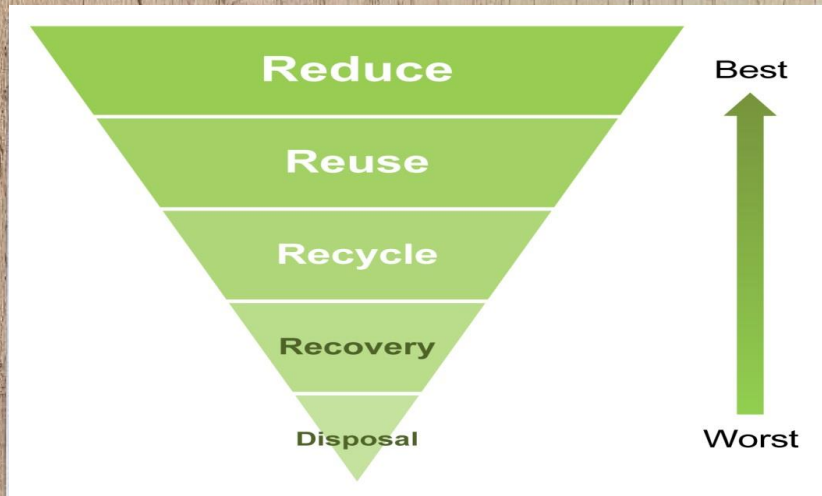 Reduce
Best
Reuse
Recycle
Recovery
Disposal
Worst